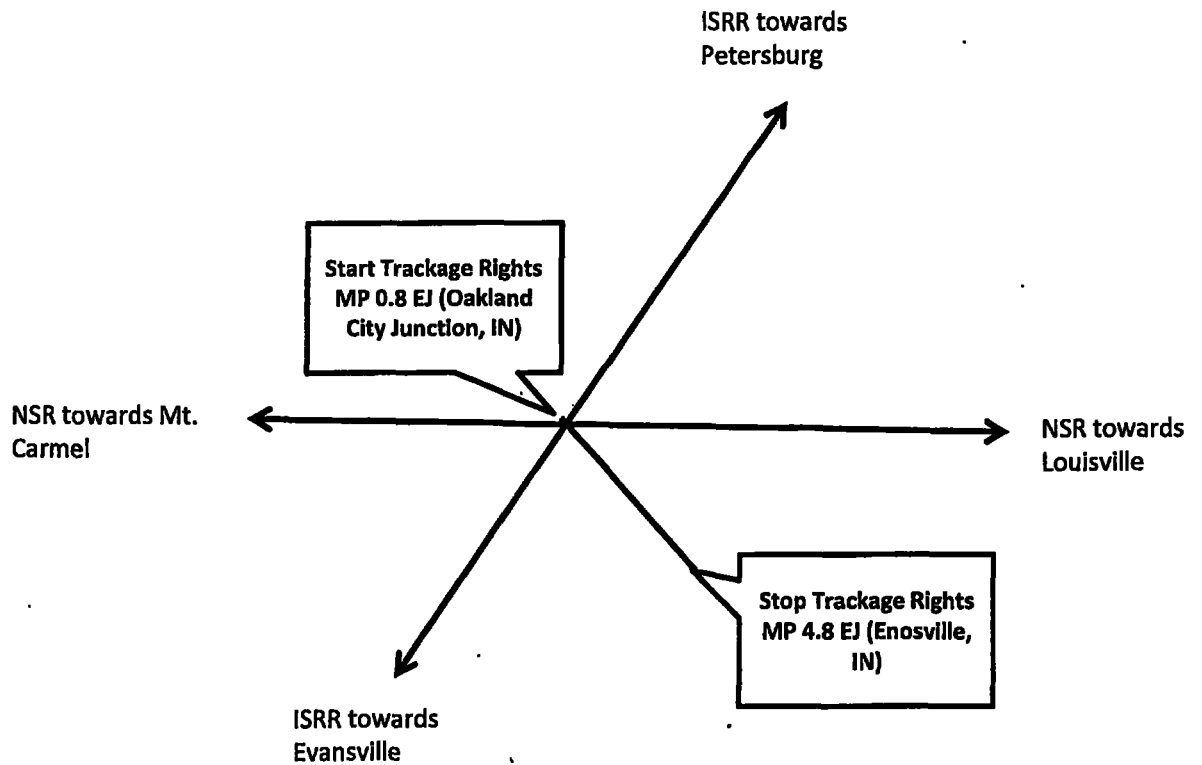 ISRR towards
Petersburg
Start Trackage Rights
MP 0.8 EJ (Oakland
City Junction, IN)
NSR towards Mt.
Carmel
NSR towards
Louisville
Stop Trackage Rights
MP 4.8 EJ (Enosville,
IN)
ISRR towards
Evansville